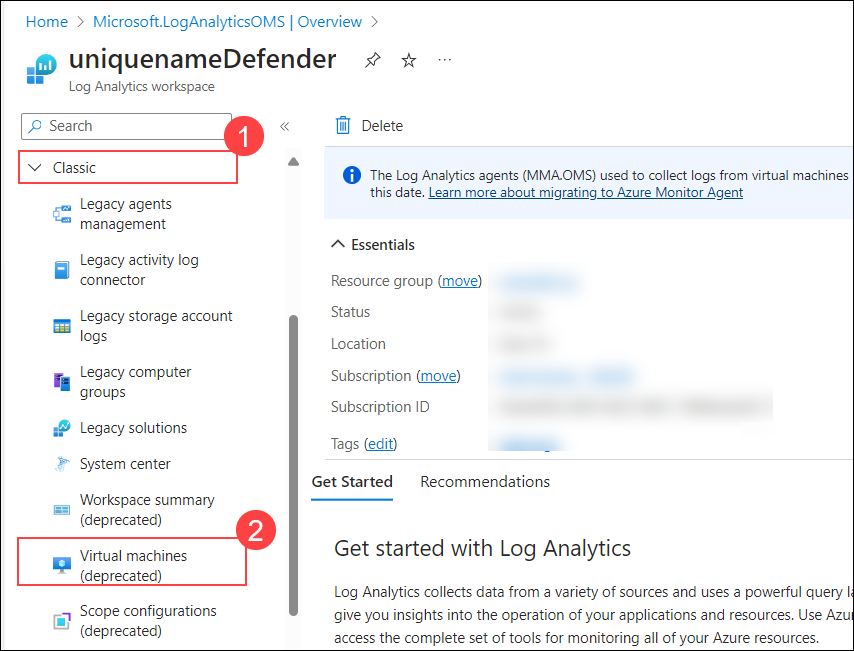 Home > Microsoft.LogAnalyticsOMS | Overview >
uniquenameDefender
Log Analytics workspace
Search
1
Classic
Legacy agents
management
Legacy activity log
connector
Legacy storage account
logs
Legacy computer
groups
Legacy solutions
System center
Workspace summary
(deprecated)
2
Virtual machines
(deprecated)
Scope configurations
(deprecated)
Delete
The Log Analytics agents (MMA.OMS) used to collect logs from virtual machines
this date. Learn more about migrating to Azure Monitor Agent
Essentials
Resource group (move)
Status
Location
Subscription (move)
Subscription ID
Tags (edit)
Get Started Recommendations
Get started with Log Analytics
Log Analytics collects data from a variety of sources and uses a powerful query
give you insights into the operation of your applications and resources. Use
access the complete set of tools for monitoring all of your Azure resources.